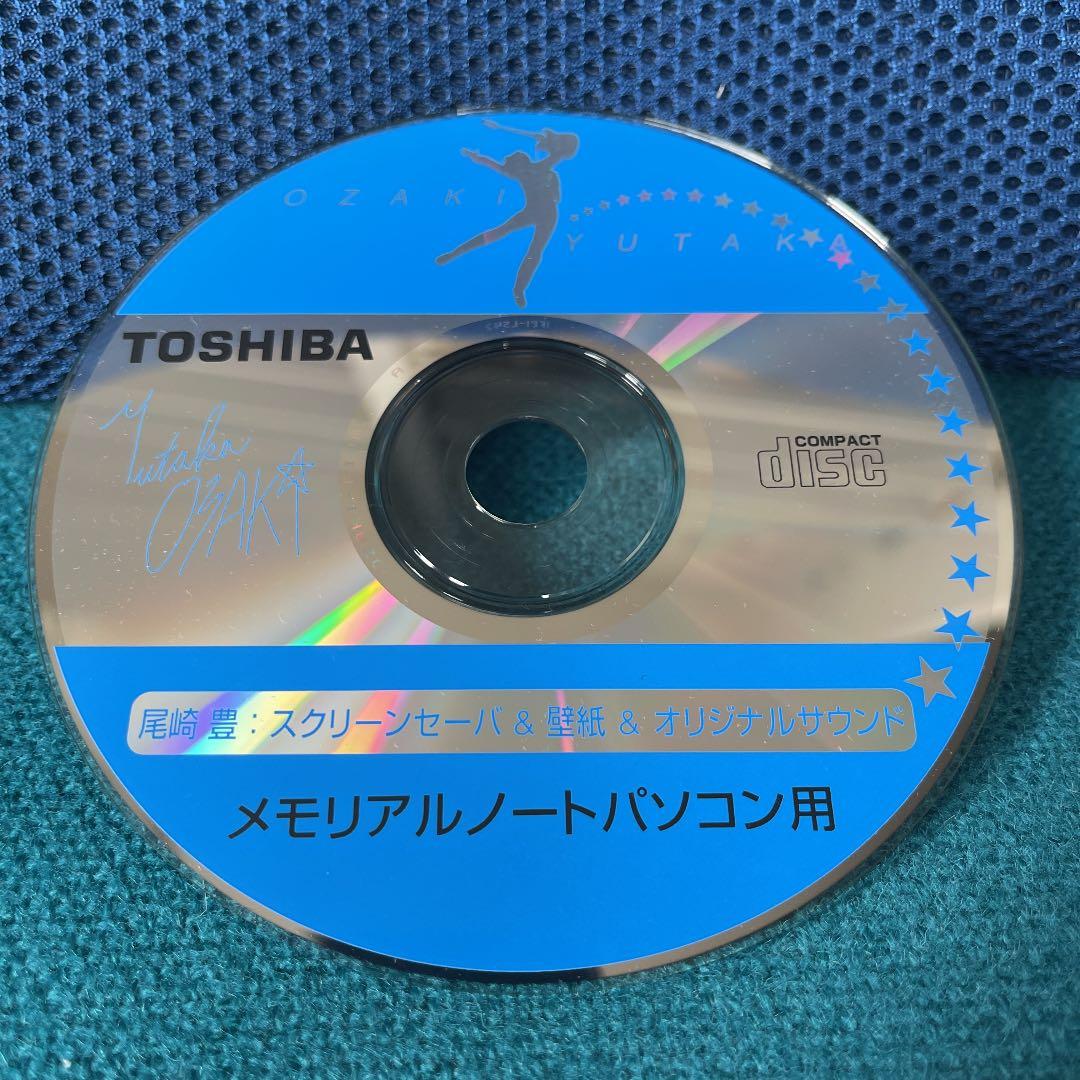 OZAKI
YUTAKA
TOSHIBA
Yutaka
OZAKI
COMPACT
disc
尾崎 豊：スクリーンセーバ & 壁紙 & オリジナルサウンド
メモリアルノートパソコン用